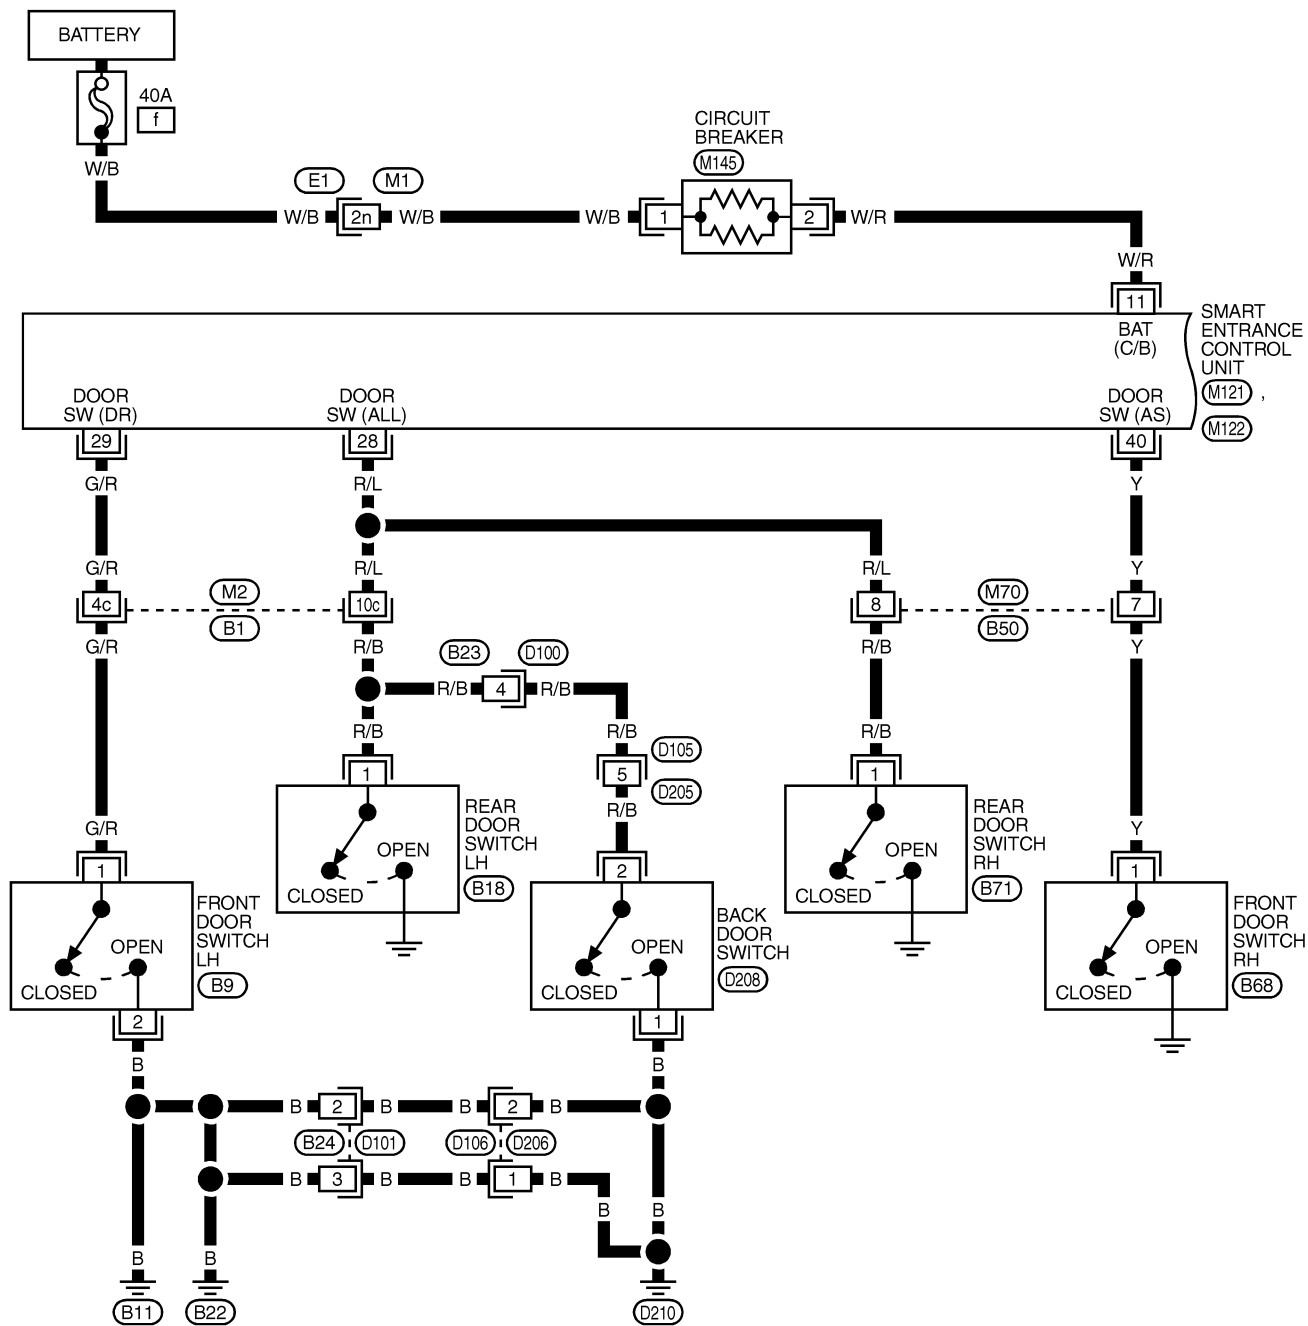 BATTERY
40A
f
W/B
CIRCUIT
BREAKER
M145
E1
M1
W/B
2n
W/B
W/B
1
2
W/R
W/R
11
BAT
(C/B)
SMART
ENTRANCE
CONTROL
UNIT
M121 ,
M122
DOOR
SW (DR)
DOOR
SW (ALL)
DOOR
SW (AS)
29
28
40
G/R
R/L
Y
G/R
R/L
R/L
Y
4c
M2
B1
10c
8
M70
B50
7
G/R
R/B
R/B
Y
B23
D100
R/B
4
R/B
R/B
R/B
R/B
D105
5
D205
R/B
1
1
REAR
DOOR
SWITCH
LH
B18
OPEN
CLOSED
REAR
DOOR
SWITCH
RH
B71
OPEN
CLOSED
G/R
Y
1
2
1
FRONT
DOOR
SWITCH
LH
B9
OPEN
CLOSED
BACK
DOOR
SWITCH
D208
OPEN
CLOSED
FRONT
DOOR
SWITCH
RH
B68
OPEN
CLOSED
2
1
B
B
B
2
B
B
2
B
B24
D101
D106
D206
B
3
B
B
1
B
B
B
B
B
B11
B22
D210